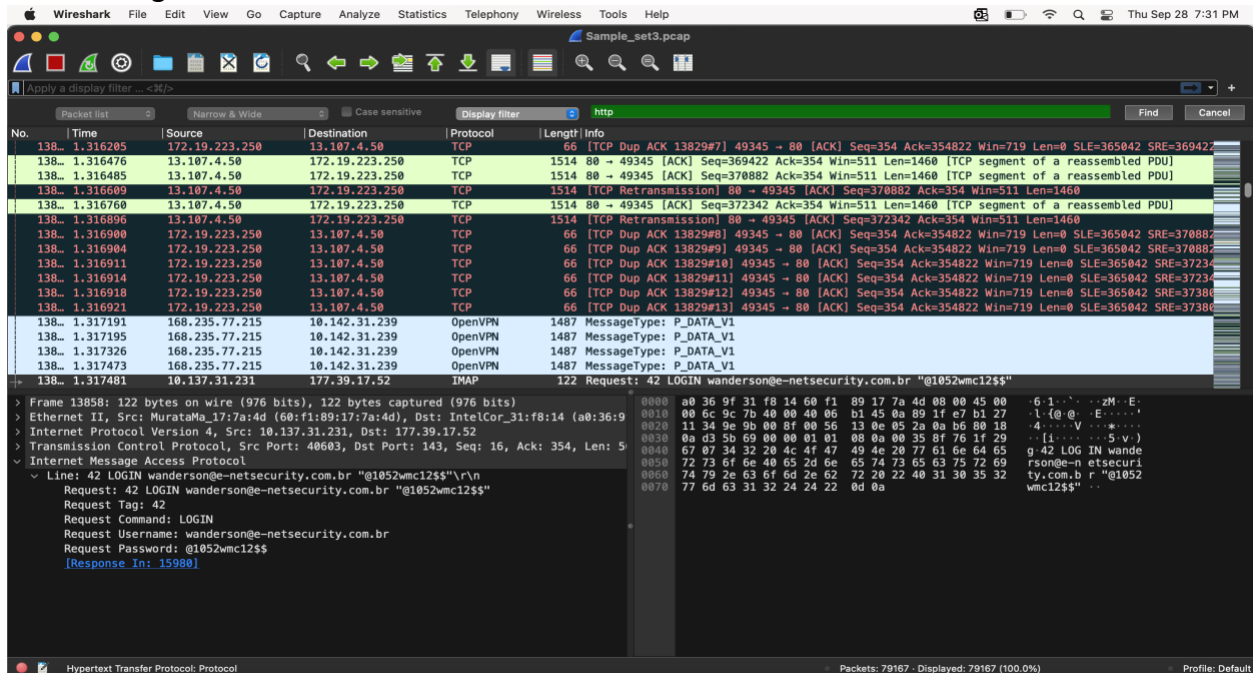 Wireshark File Edit View Go Capture Analyze Statistics Telephony Wireless Tools Help Thu Sep 28 7:31 PM
Sample_set3.pcap
Apply a display filter ... <⌘/>
Packet list Narrow & Wide Case sensitive Display filter http Find Cancel
No. Time Source Destination Protocol Length Info
138… 1.316205 172.19.223.250 13.107.4.50 TCP 66 [TCP Dup ACK 13829#7] 49345 → 80 [ACK] Seq=354 Ack=354822 Win=719 Len=0 SLE=365042 SRE=369422
138… 1.316476 13.107.4.50 172.19.223.250 TCP 1514 80 → 49345 [ACK] Seq=369422 Ack=354 Win=511 Len=1460 [TCP segment of a reassembled PDU]
138… 1.316485 13.107.4.50 172.19.223.250 TCP 1514 80 → 49345 [ACK] Seq=370882 Ack=354 Win=511 Len=1460 [TCP segment of a reassembled PDU]
138… 1.316609 13.107.4.50 172.19.223.250 TCP 1514 [TCP Retransmission] 80 → 49345 [ACK] Seq=370882 Ack=354 Win=511 Len=1460
138… 1.316760 13.107.4.50 172.19.223.250 TCP 1514 80 → 49345 [ACK] Seq=372342 Ack=354 Win=511 Len=1460 [TCP segment of a reassembled PDU]
138… 1.316896 13.107.4.50 172.19.223.250 TCP 1514 [TCP Retransmission] 80 → 49345 [ACK] Seq=372342 Ack=354 Win=511 Len=1460
138… 1.316900 172.19.223.250 13.107.4.50 TCP 66 [TCP Dup ACK 13829#8] 49345 → 80 [ACK] Seq=354 Ack=354822 Win=719 Len=0 SLE=365042 SRE=370882
138… 1.316904 172.19.223.250 13.107.4.50 TCP 66 [TCP Dup ACK 13829#9] 49345 → 80 [ACK] Seq=354 Ack=354822 Win=719 Len=0 SLE=365042 SRE=370882
138… 1.316911 172.19.223.250 13.107.4.50 TCP 66 [TCP Dup ACK 13829#10] 49345 → 80 [ACK] Seq=354 Ack=354822 Win=719 Len=0 SLE=365042 SRE=37234
138… 1.316914 172.19.223.250 13.107.4.50 TCP 66 [TCP Dup ACK 13829#11] 49345 → 80 [ACK] Seq=354 Ack=354822 Win=719 Len=0 SLE=365042 SRE=37234
138… 1.316918 172.19.223.250 13.107.4.50 TCP 66 [TCP Dup ACK 13829#12] 49345 → 80 [ACK] Seq=354 Ack=354822 Win=719 Len=0 SLE=365042 SRE=37380
138… 1.316921 172.19.223.250 13.107.4.50 TCP 66 [TCP Dup ACK 13829#13] 49345 → 80 [ACK] Seq=354 Ack=354822 Win=719 Len=0 SLE=365042 SRE=37380
138… 1.317191 168.235.77.215 10.142.31.239 OpenVPN 1487 MessageType: P_DATA_V1
138… 1.317195 168.235.77.215 10.142.31.239 OpenVPN 1487 MessageType: P_DATA_V1
138… 1.317326 168.235.77.215 10.142.31.239 OpenVPN 1487 MessageType: P_DATA_V1
138… 1.317473 168.235.77.215 10.142.31.239 OpenVPN 1487 MessageType: P_DATA_V1
138… 1.317481 10.137.31.231 177.39.17.52 IMAP 122 Request: 42 LOGIN wanderson@e-netsecurity.com.br "@1052wmc12$$"
Frame 13858: 122 bytes on wire (976 bits), 122 bytes captured (976 bits)
Ethernet II, Src: MurataMa_17:7a:4d (60:f1:89:17:7a:4d), Dst: IntelCor_31:f8:14 (a0:36:9
Internet Protocol Version 4, Src: 10.137.31.231, Dst: 177.39.17.52
Transmission Control Protocol, Src Port: 40603, Dst Port: 143, Seq: 16, Ack: 354, Len: 5
Internet Message Access Protocol
Line: 42 LOGIN wanderson@e-netsecurity.com.br "@1052wmc12$$"\r\n
Request: 42 LOGIN wanderson@e-netsecurity.com.br "@1052wmc12$$"
Request Tag: 42
Request Command: LOGIN
Request Username: wanderson@e-netsecurity.com.br
Request Password: @1052wmc12$$
[Response In: 15980]
0000 a0 36 9f 31 f8 14 60 f1 89 17 7a 4d 08 00 45 00 ·6·1··`· ··zM··E·
0010 00 6c 9c 7b 40 00 40 06 b1 45 0a 89 1f e7 b1 27 ·l·{@·@· ·E·····'
0020 11 34 9e 9b 00 8f 00 56 13 0e 05 2a 0a b6 80 18 ·4·····V ···*····
0030 0a d3 5b 69 00 00 01 01 08 0a 00 35 8f 76 1f 29 ··[i···· ···5·v·)
0040 67 07 34 32 20 4c 4f 47 49 4e 20 77 61 6e 64 65 g·42 LOG IN wande
0050 72 73 6f 6e 40 65 2d 6e 65 74 73 65 63 75 72 69 rson@e-n etsecuri
0060 74 79 2e 63 6f 6d 2e 62 72 20 22 40 31 30 35 32 ty.com.b r "@1052
0070 77 6d 63 31 32 24 24 22 0d 0a wmc12$$" ··
Hypertext Transfer Protocol: Protocol Packets: 79167 · Displayed: 79167 (100.0%) Profile: Default